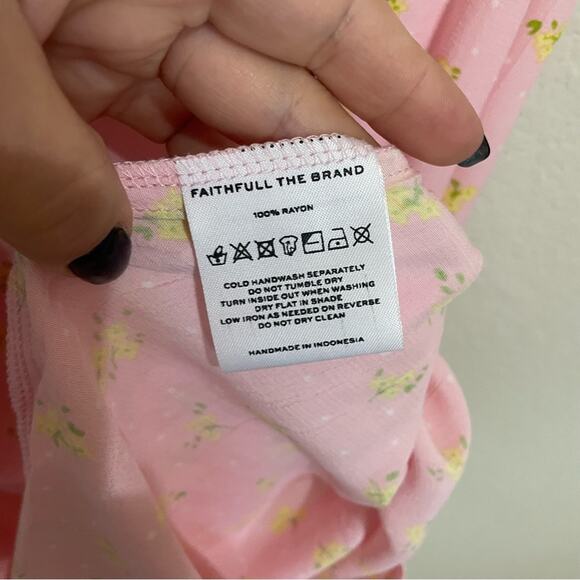 FAITHFULL THE BRAND
100% RAYON
COLD HANDWASH SEPARATELY
DO NOT TUMBLE DRY
TURN INSIDE OUT WHEN WASHING
DRY FLAT IN SHADE
LOW IRON AS NEEDED ON REVERSE
DO NOT DRY CLEAN
HANDMADE IN INDONESIA